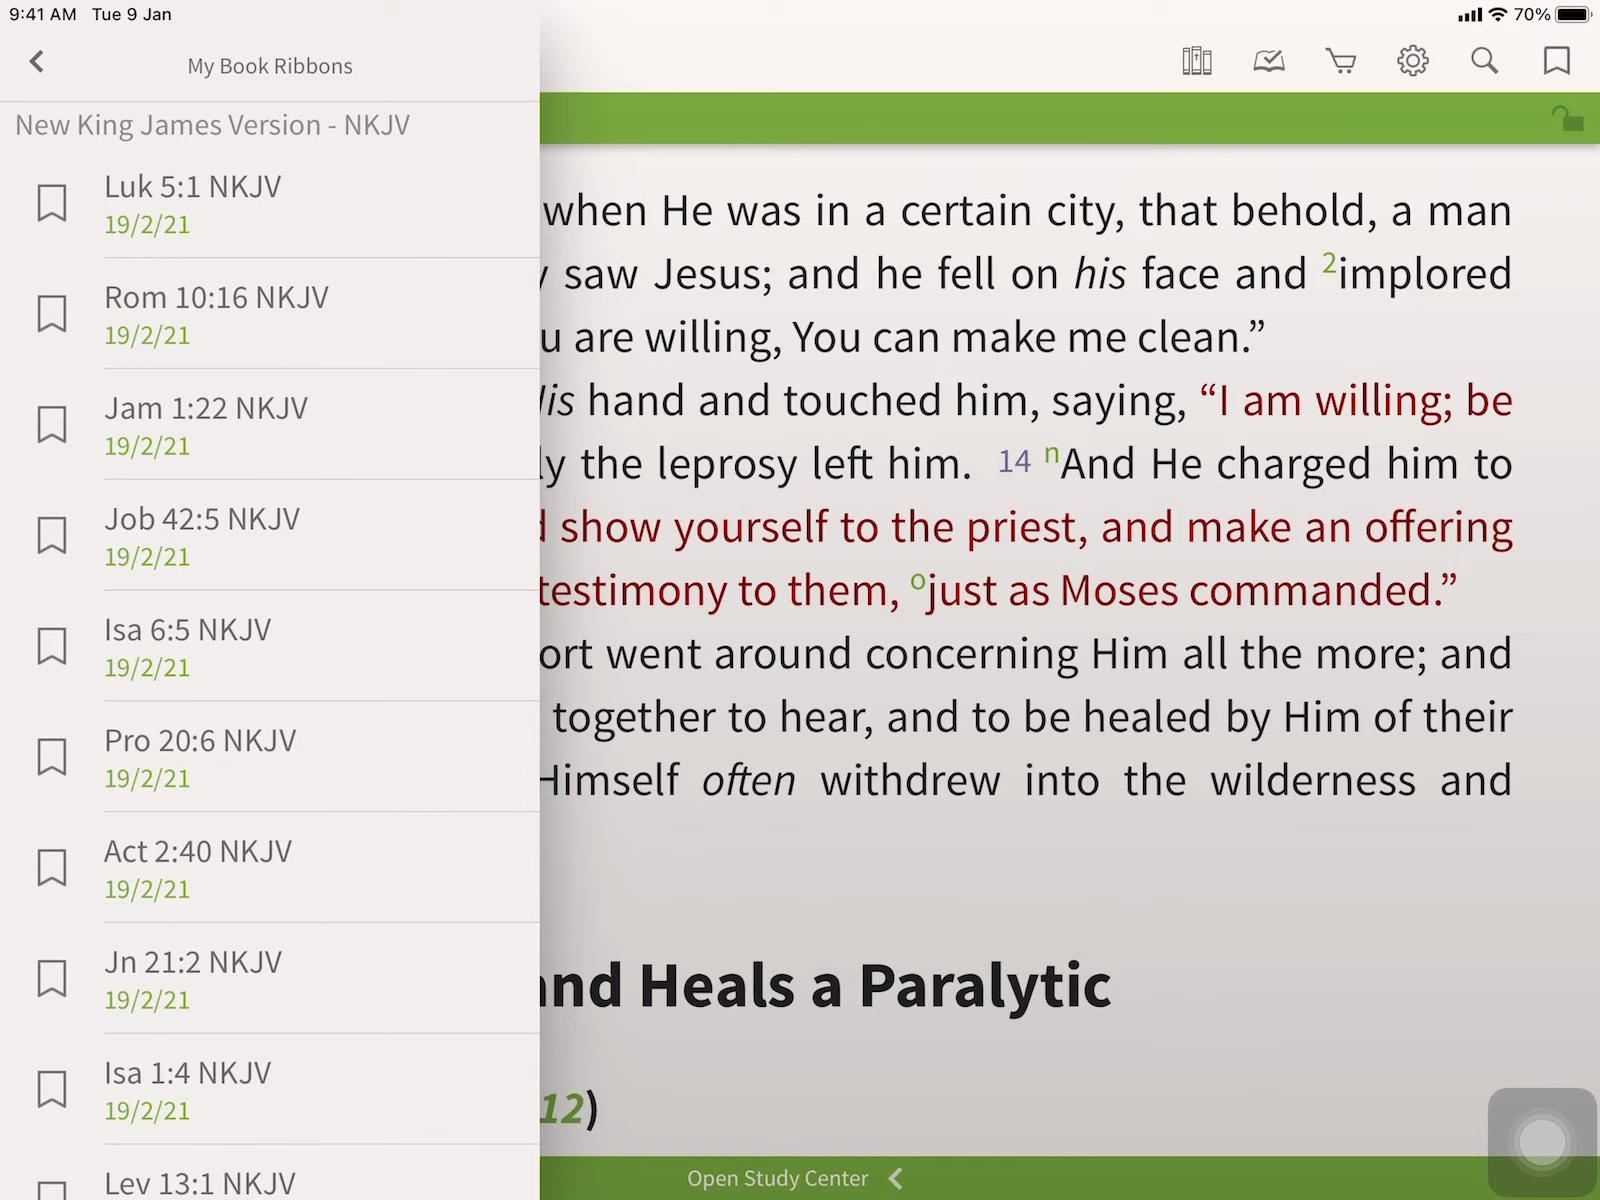 9:41 AM Tue 9 Jan
70%
My Book Ribbons
New King James Version - NKJV
Luk 5:1 NKJV
19/2/21
Rom 10:16 NKJV
19/2/21
Jam 1:22 NKJV
19/2/21
Job 42:5 NKJV
19/2/21
Isa 6:5 NKJV
19/2/21
Pro 20:6 NKJV
19/2/21
Act 2:40 NKJV
19/2/21
Jn 21:2 NKJV
19/2/21
Isa 1:4 NKJV
19/2/21
Lev 13:1 NKJV
when He was in a certain city, that behold, a man
saw Jesus; and he fell on his face and 2implored
are willing, You can make me clean.”
hand and touched him, saying, “I am willing; be
the leprosy left him. 14 nAnd He charged him to
show yourself to the priest, and make an offering
testimony to them, ojust as Moses commanded.”
went around concerning Him all the more; and
together to hear, and to be healed by Him of their
Himself often withdrew into the wilderness and
and Heals a Paralytic
12)
Open Study Center